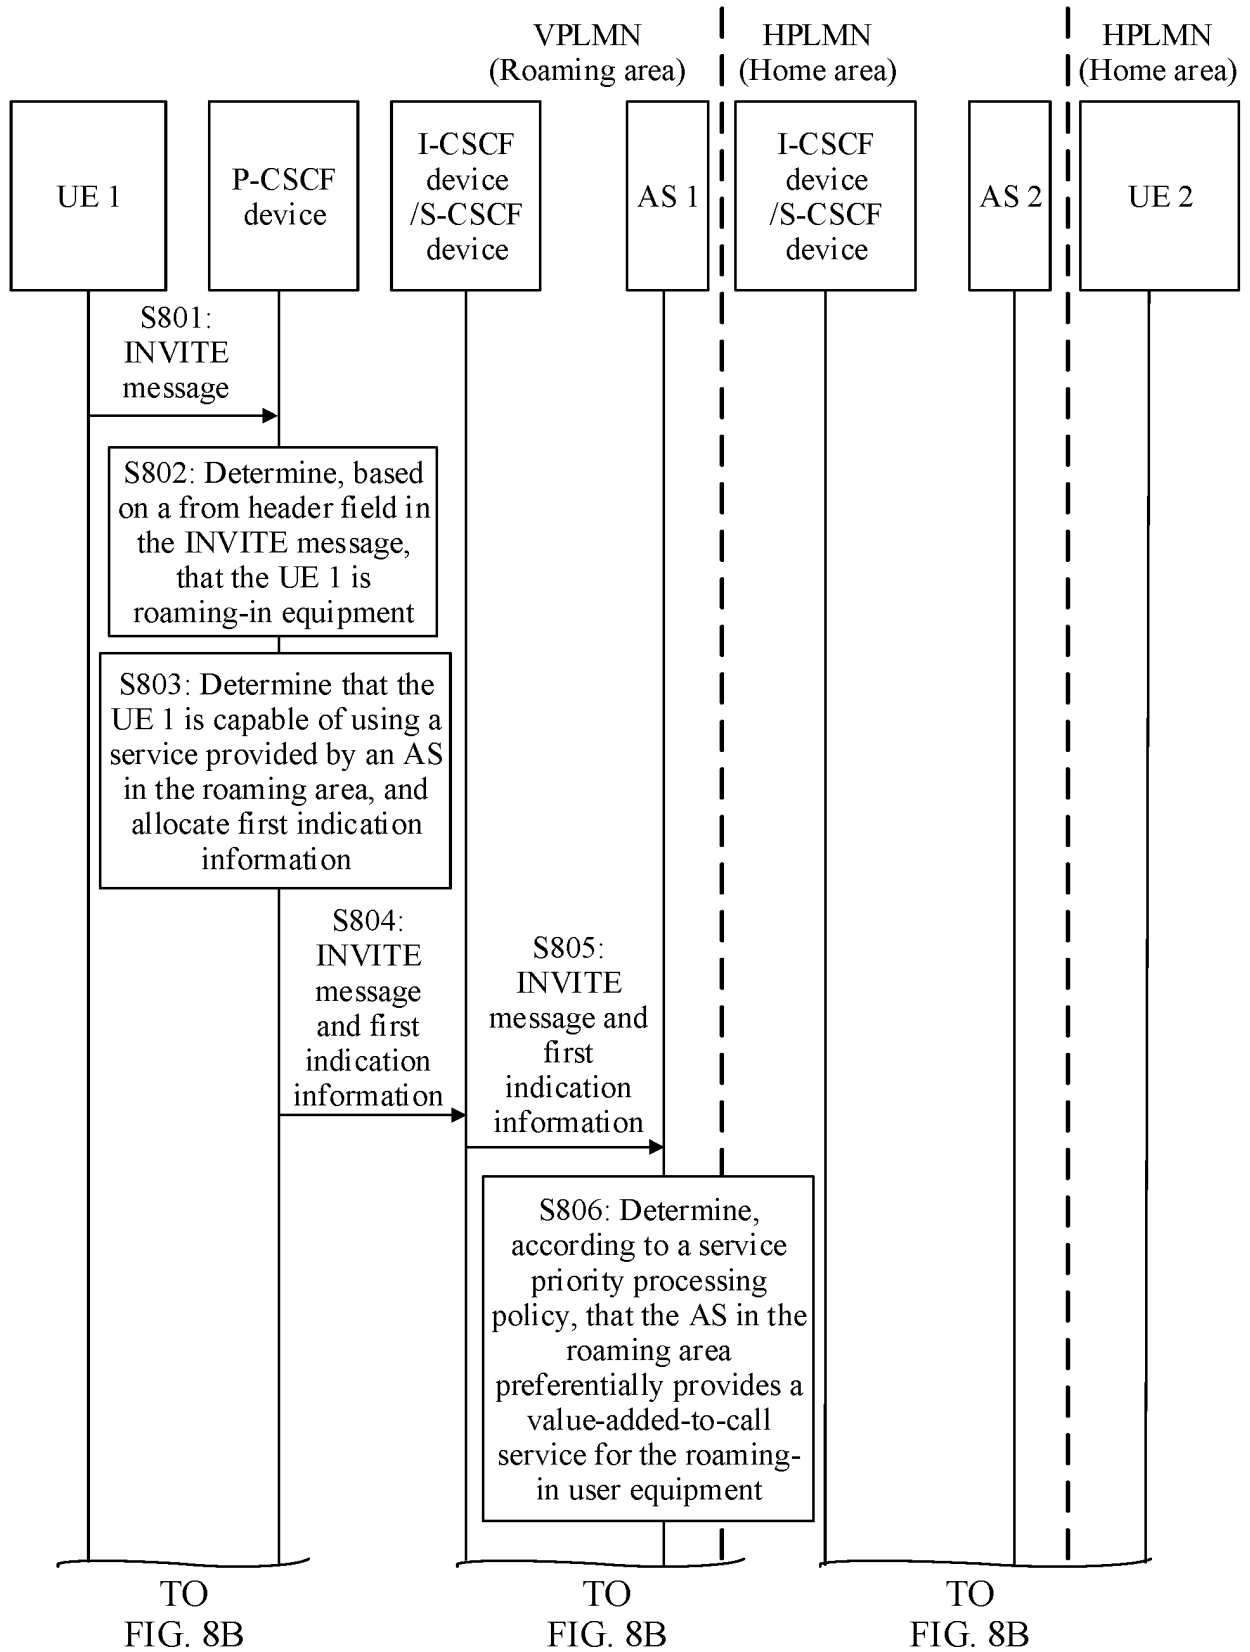 VPLMN
(Roaming area)
HPLMN
(Home area)
HPLMN
(Home area)
UE 1
P-CSCF
device
I-CSCF
device
/S-CSCF
device
AS 1
I-CSCF
device
/S-CSCF
device
AS 2
UE 2
S801:
INVITE
message
S802: Determine, based
on a from header field in
the INVITE message,
that the UE 1 is
roaming-in equipment
S803: Determine that the
UE 1 is capable of using a
service provided by an AS
in the roaming area, and
allocate first indication
information
S804:
INVITE
message
and first
indication
information
S805:
INVITE
message and
first
indication
information
S806: Determine,
according to a service
priority processing
policy, that the AS in the
roaming area
preferentially provides a
value-added-to-call
service for the roaming-
in user equipment
TO
FIG. 8B
TO
FIG. 8B
TO
FIG. 8B